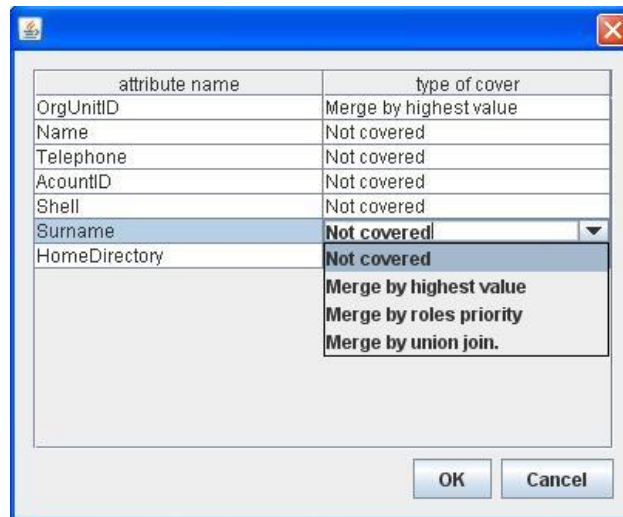 attribute name type of cover
OrgUnitID Merge by highest value
Name Not covered
Telephone Not covered
AcountID Not covered
Shell Not covered
Surname Not covered
HomeDirectory Not covered
Merge by highest value
Merge by roles priority
Merge by union join.
OK Cancel